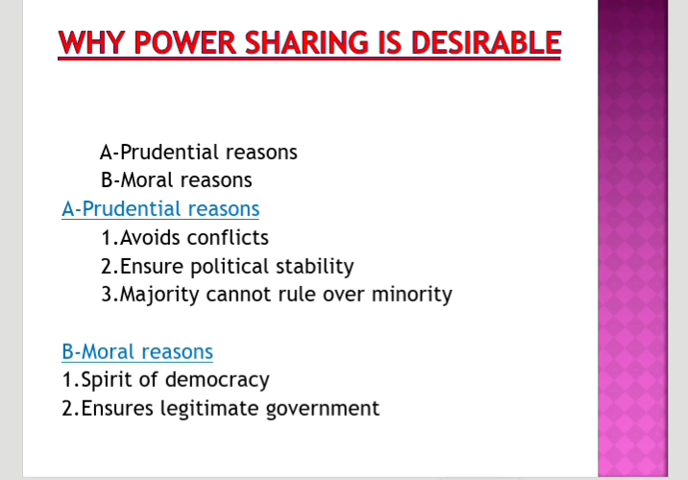 WHY POWER SHARING IS DESIRABLE
A-Prudential reasons
B-Moral reasons
A-Prudential reasons
1.Avoids conflicts
2.Ensure political stability
3.Majority cannot rule over minority
B-Moral reasons
1.Spirit of democracy
2.Ensures legitimate government